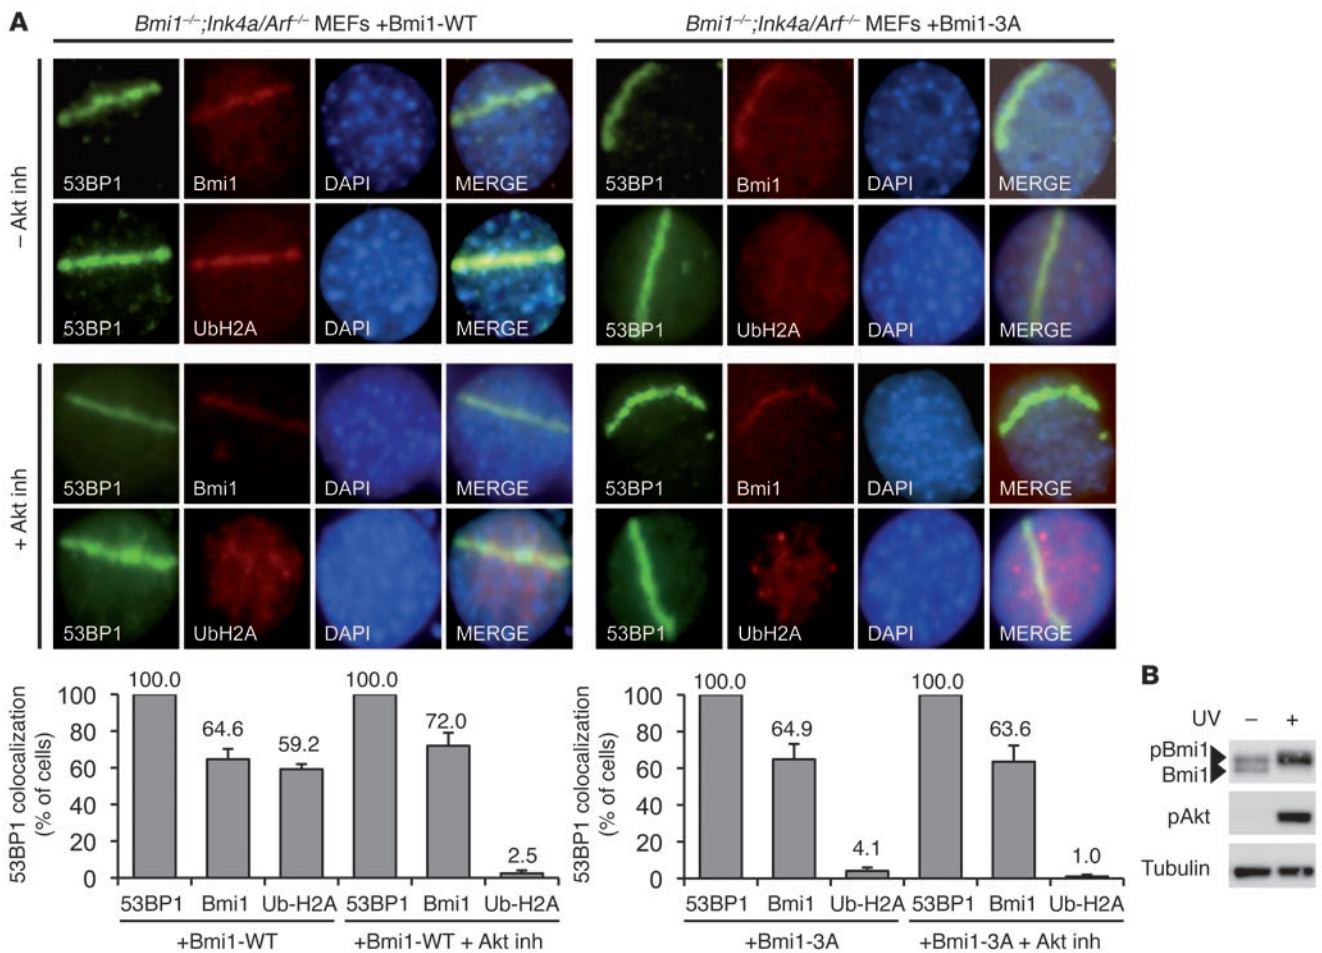 A
Bmi1–/–;Ink4a/Arf–/– MEFs +Bmi1-WT
Bmi1–/–;Ink4a/Arf–/– MEFs +Bmi1-3A
– Akt inh
53BP1 Bmi1 DAPI MERGE 53BP1 Bmi1 DAPI MERGE
53BP1 UbH2A DAPI MERGE 53BP1 UbH2A DAPI MERGE
+ Akt inh
53BP1 Bmi1 DAPI MERGE 53BP1 Bmi1 DAPI MERGE
53BP1 UbH2A DAPI MERGE 53BP1 UbH2A DAPI MERGE
53BP1 colocalization
(% of cells)
100
80
60
40
20
0
100.0
64.6
59.2
100.0
72.0
2.5
53BP1 Bmi1 Ub-H2A 53BP1 Bmi1 Ub-H2A
+Bmi1-WT +Bmi1-WT + Akt inh
53BP1 colocalization
(% of cells)
100
80
60
40
20
0
100.0
64.9
4.1
100.0
63.6
1.0
53BP1 Bmi1 Ub-H2A 53BP1 Bmi1 Ub-H2A
+Bmi1-3A +Bmi1-3A + Akt inh
B
UV – +
pBmi1
Bmi1
pAkt
Tubulin